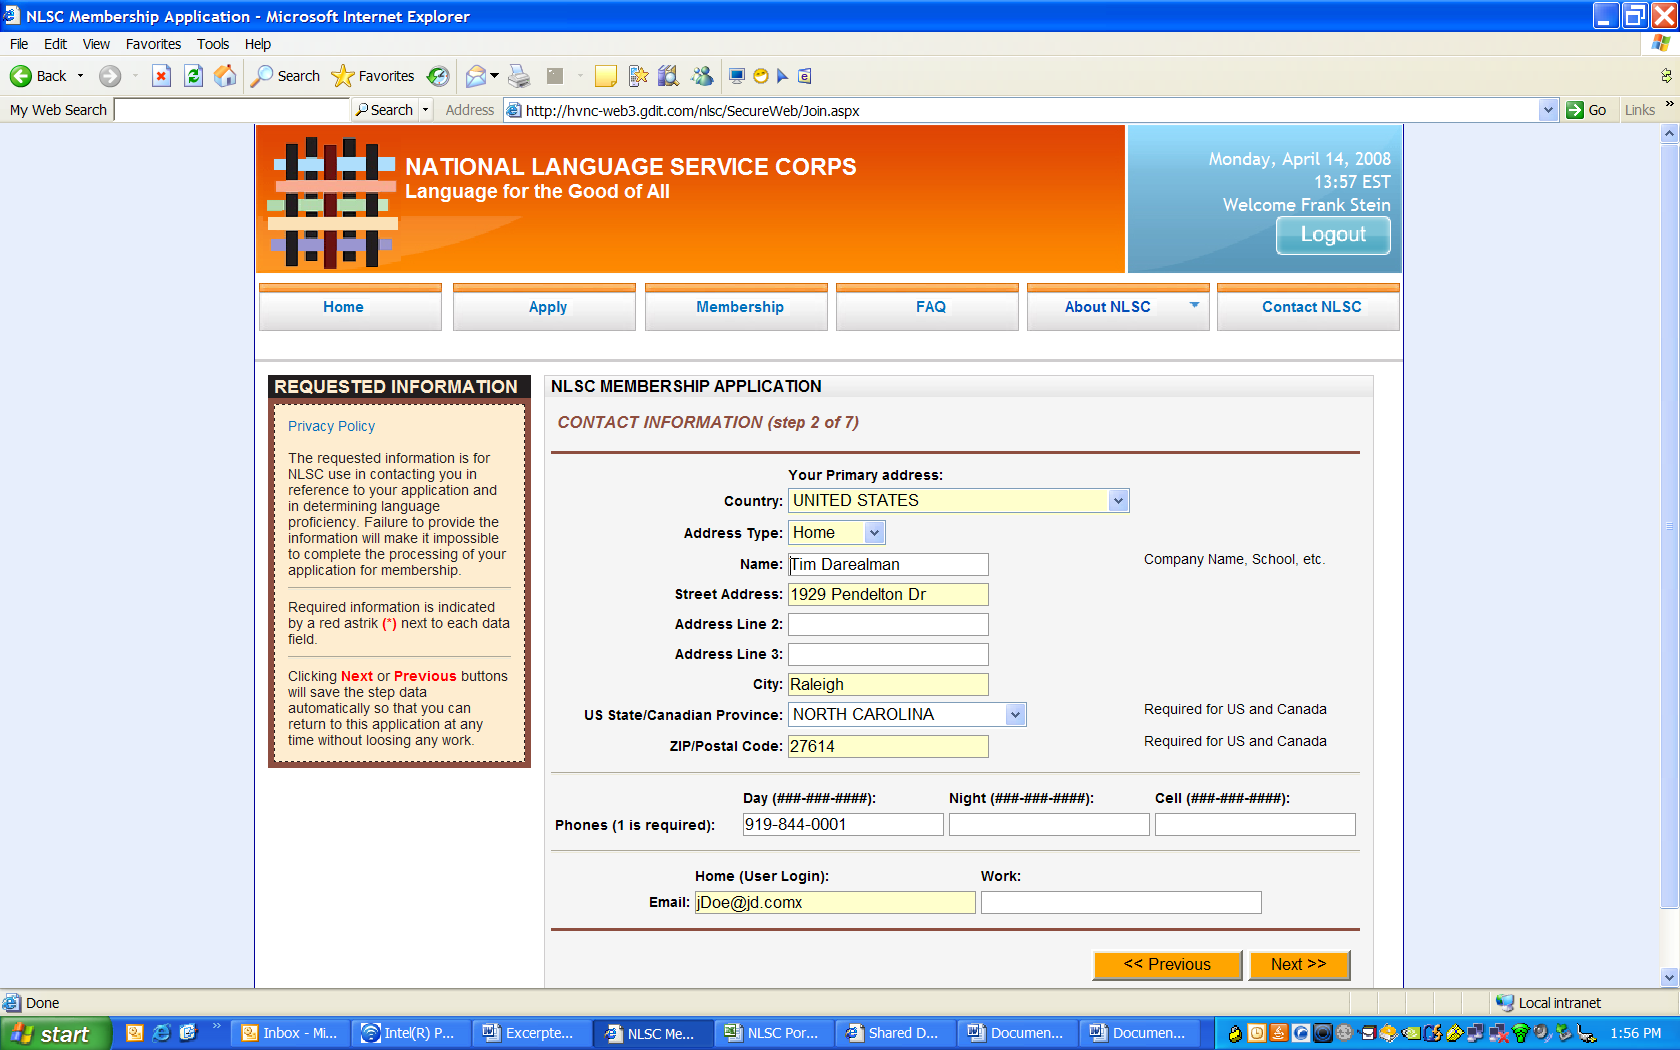 NLSC Membership Application - Microsoft Internet Explorer
File Edit View Favorites Tools Help
Back Search Favorites
My Web Search Search Address http://hvnc-web3.gdit.com/nlsc/SecureWeb/Join.aspx Go Links »
NATIONAL LANGUAGE SERVICE CORPS
Language for the Good of All
Monday, April 14, 2008
13:57 EST
Welcome Frank Stein
Logout
Home Apply Membership FAQ About NLSC Contact NLSC
REQUESTED INFORMATION
Privacy Policy
The requested information is for
NLSC use in contacting you in
reference to your application and
in determining language
proficiency. Failure to provide the
information will make it impossible
to complete the processing of your
application for membership.
Required information is indicated
by a red astrik (*) next to each data
field.
Clicking Next or Previous buttons
will save the step data
automatically so that you can
return to this application at any
time without loosing any work.
NLSC MEMBERSHIP APPLICATION
CONTACT INFORMATION (step 2 of 7)
Your Primary address:
Country: UNITED STATES
Address Type: Home
Name: Tim Darealman Company Name, School, etc.
Street Address: 1929 Pendelton Dr
Address Line 2:
Address Line 3:
City: Raleigh
US State/Canadian Province: NORTH CAROLINA Required for US and Canada
ZIP/Postal Code: 27614 Required for US and Canada
Day (###-###-####): Night (###-###-####): Cell (###-###-####):
Phones (1 is required): 919-844-0001
Home (User Login): Work:
Email: jDoe@jd.comx
<< Previous Next >>
Done Local intranet
start » Inbox - Mi... Intel(R) P... Excerpte... NLSC Me... NLSC Por... Shared D... Documen... Documen... 1:56 PM